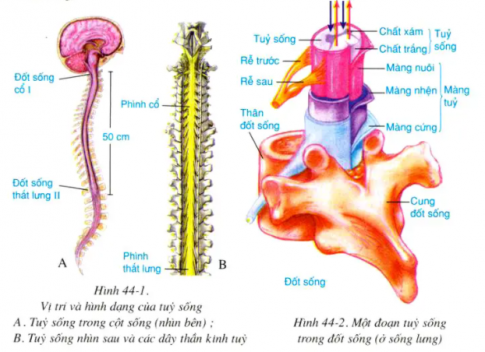 Đốt sống
cổ I
50 cm
Đốt sống
thắt lưng II
A
Phình cổ
Phình
thắt lưng
B
Hình 44-1.
Vị trí và hình dạng của tuỷ sống
A. Tuỷ sống trong cột sống (nhìn bên) ;
B. Tuỷ sống nhìn sau và các dây thần kinh tuỷ
Tuỷ sống
Rễ trước
Rễ sau
Thân
đốt sống
Chất xám
Chất trắng
Tuỷ
sống
Màng nuôi
Màng nhện
Màng cứng
Màng
tuỷ
Cung
đốt sống
Đốt sống
Hình 44-2. Một đoạn tuỷ sống
trong đốt sống (ở sống lưng)